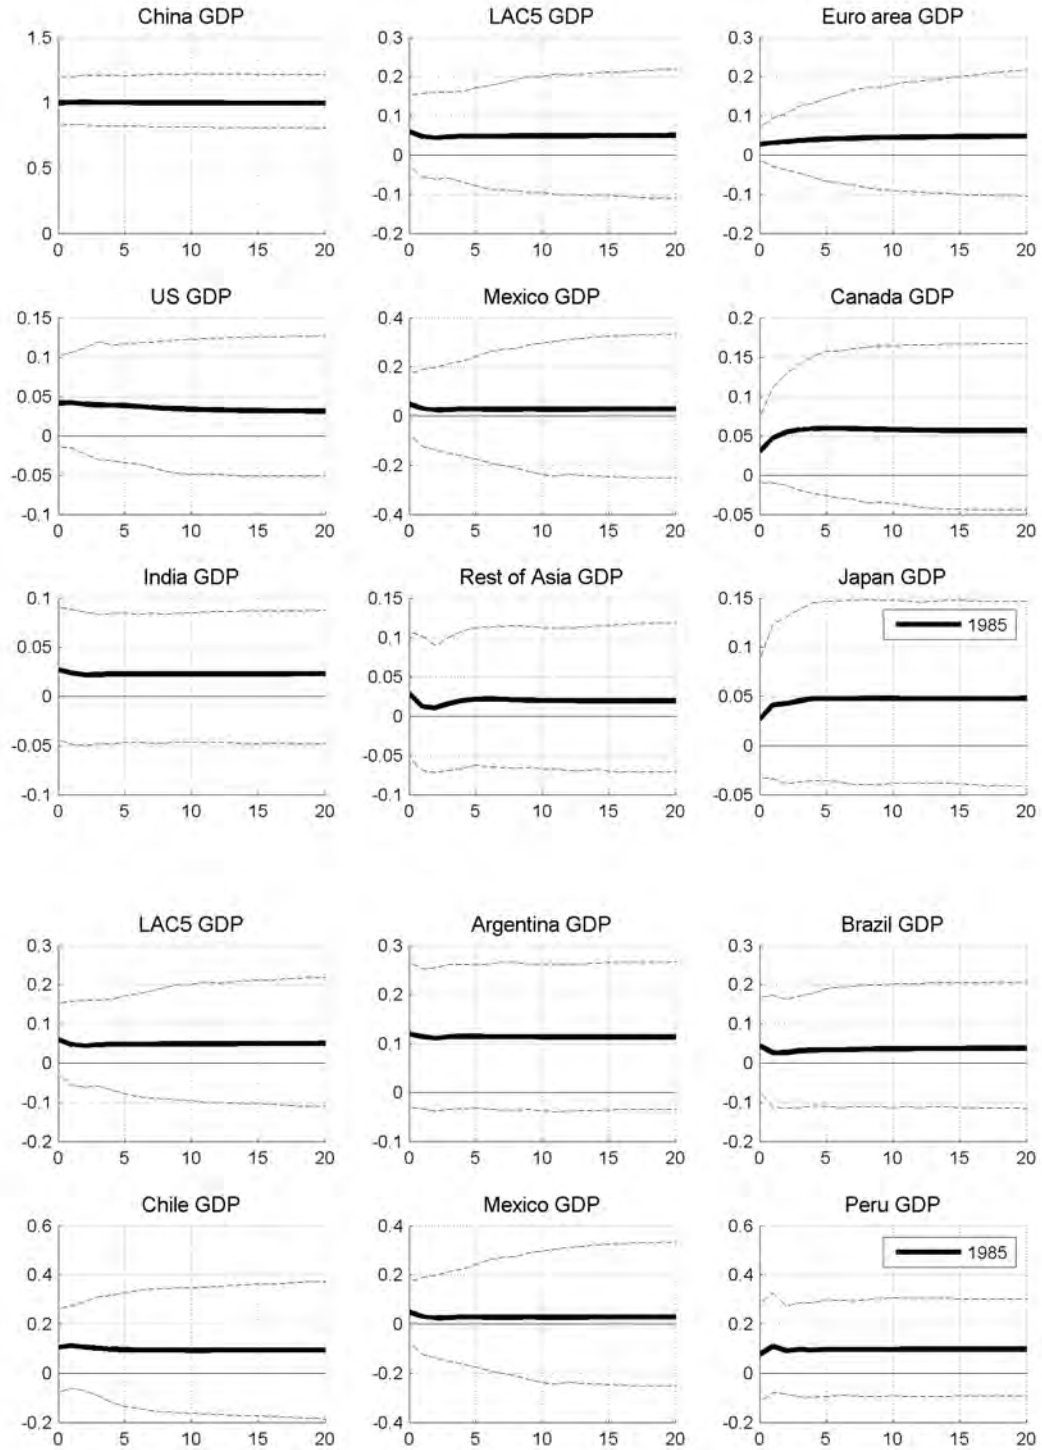 China GDP
1.5
1
0.5
0
0 5 10 15 20
LAC5 GDP
0.3
0.2
0.1
0
-0.1
-0.2
0 5 10 15 20
Euro area GDP
0.3
0.2
0.1
0
-0.1
-0.2
0 5 10 15 20
US GDP
0.15
0.1
0.05
0
-0.05
-0.1
0 5 10 15 20
Mexico GDP
0.4
0.2
0
-0.2
-0.4
0 5 10 15 20
Canada GDP
0.2
0.15
0.1
0.05
0
-0.05
0 5 10 15 20
India GDP
0.1
0.05
0
-0.05
-0.1
0 5 10 15 20
Rest of Asia GDP
0.15
0.1
0.05
0
-0.05
-0.1
0 5 10 15 20
Japan GDP
0.15
0.1
0.05
0
-0.05
1985
0 5 10 15 20
LAC5 GDP
0.3
0.2
0.1
0
-0.1
-0.2
0 5 10 15 20
Argentina GDP
0.3
0.2
0.1
0
-0.1
0 5 10 15 20
Brazil GDP
0.3
0.2
0.1
0
-0.1
-0.2
0 5 10 15 20
Chile GDP
0.6
0.4
0.2
0
-0.2
0 5 10 15 20
Mexico GDP
0.4
0.2
0
-0.2
-0.4
0 5 10 15 20
Peru GDP
0.6
0.4
0.2
0
-0.2
1985
0 5 10 15 20